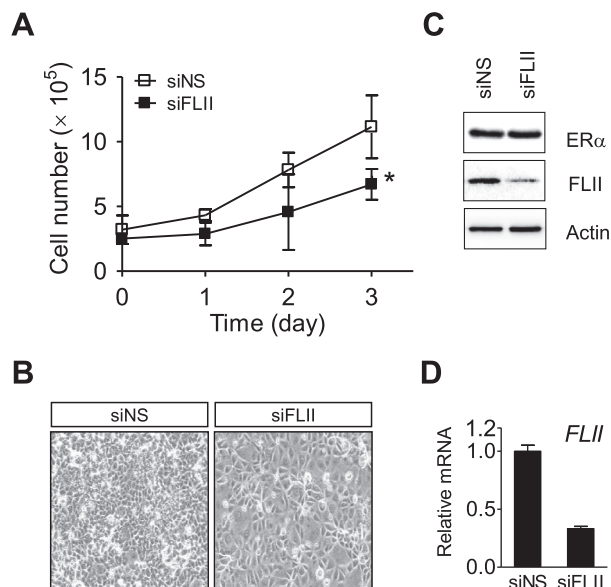 A
Cell number (× 10⁵)
15
10
5
0
siNS
siFLII
*
0 1 2 3
Time (day)
B
siNS siFLII
C
siNS siFLII
ERα
FLII
Actin
D
FLII
Relative mRNA
1.2
1.0
0.5
0.0
siNS siFLII